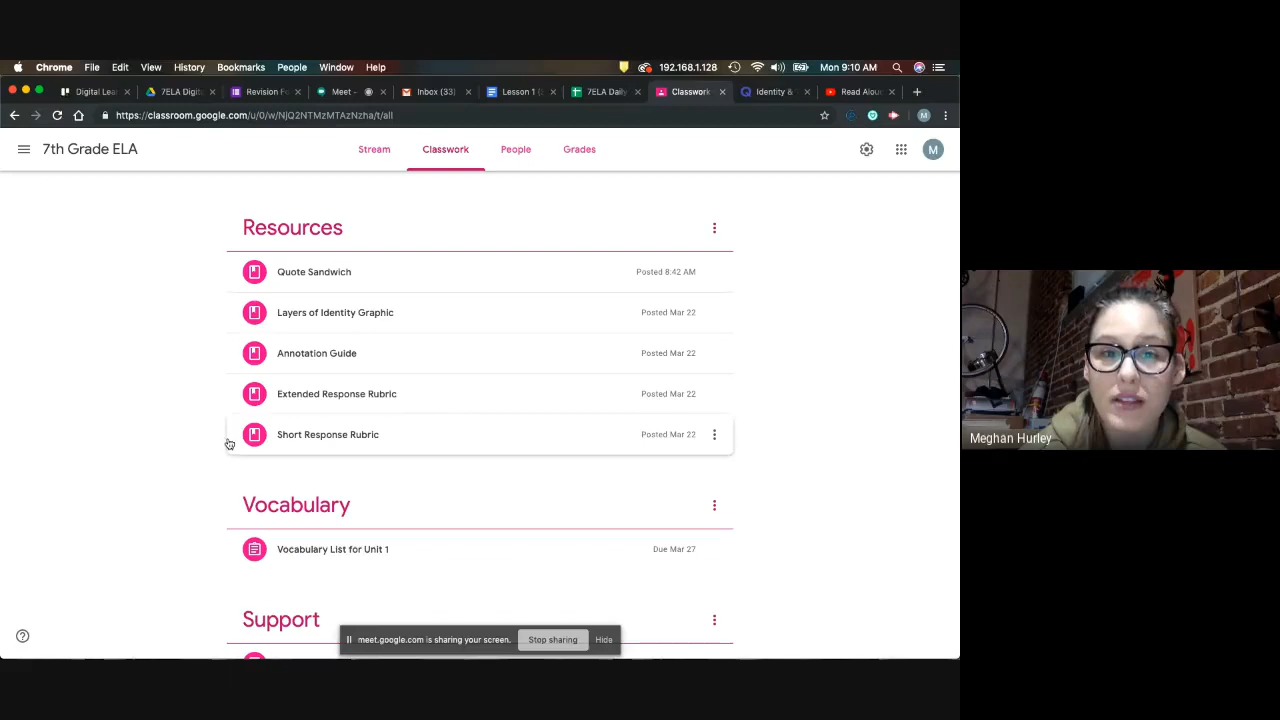 Chrome File Edit View History Bookmarks People Window Help 192.168.1.128 Mon 9:10 AM
Digital Lea 7ELA Digit Revision Fo Meet - Inbox (33) Lesson 1 ( 7ELA Daily Classwork Identity & Read Alou
https://classroom.google.com/u/0/w/NjQ2NTMzMTAzNzha/t/all
7th Grade ELA Stream Classwork People Grades M
Resources
Quote Sandwich Posted 8:42 AM
Layers of Identity Graphic Posted Mar 22
Annotation Guide Posted Mar 22
Extended Response Rubric Posted Mar 22
Short Response Rubric Posted Mar 22
Meghan Hurley
Vocabulary
Vocabulary List for Unit 1 Due Mar 27
Support
meet.google.com is sharing your screen. Stop sharing Hide